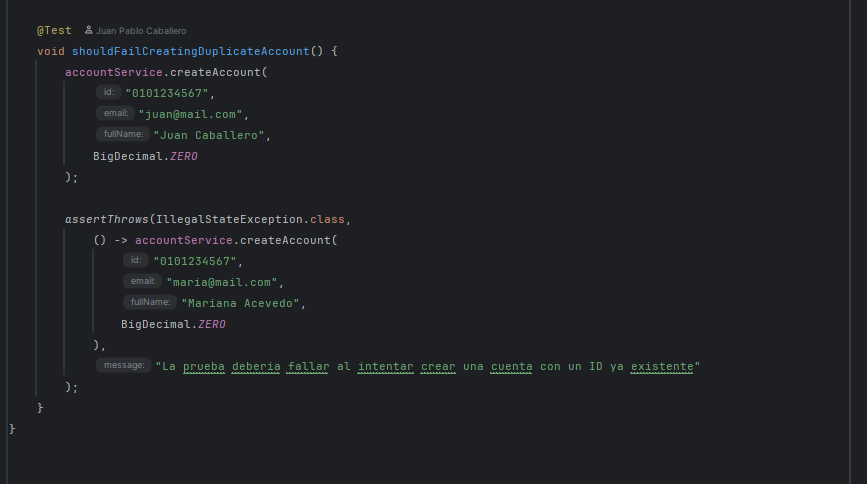 @Test Juan Pablo Caballero
void shouldFailCreatingDuplicateAccount() {
accountService.createAccount(
id: "0101234567",
email: "juan@mail.com",
fullName: "Juan Caballero",
BigDecimal.ZERO
);
assertThrows(IllegalStateException.class,
() -> accountService.createAccount(
id: "0101234567",
email: "maria@mail.com",
fullName: "Mariana Acevedo",
BigDecimal.ZERO
),
message: "La prueba deberia fallar al intentar crear una cuenta con un ID ya existente"
);
}
}